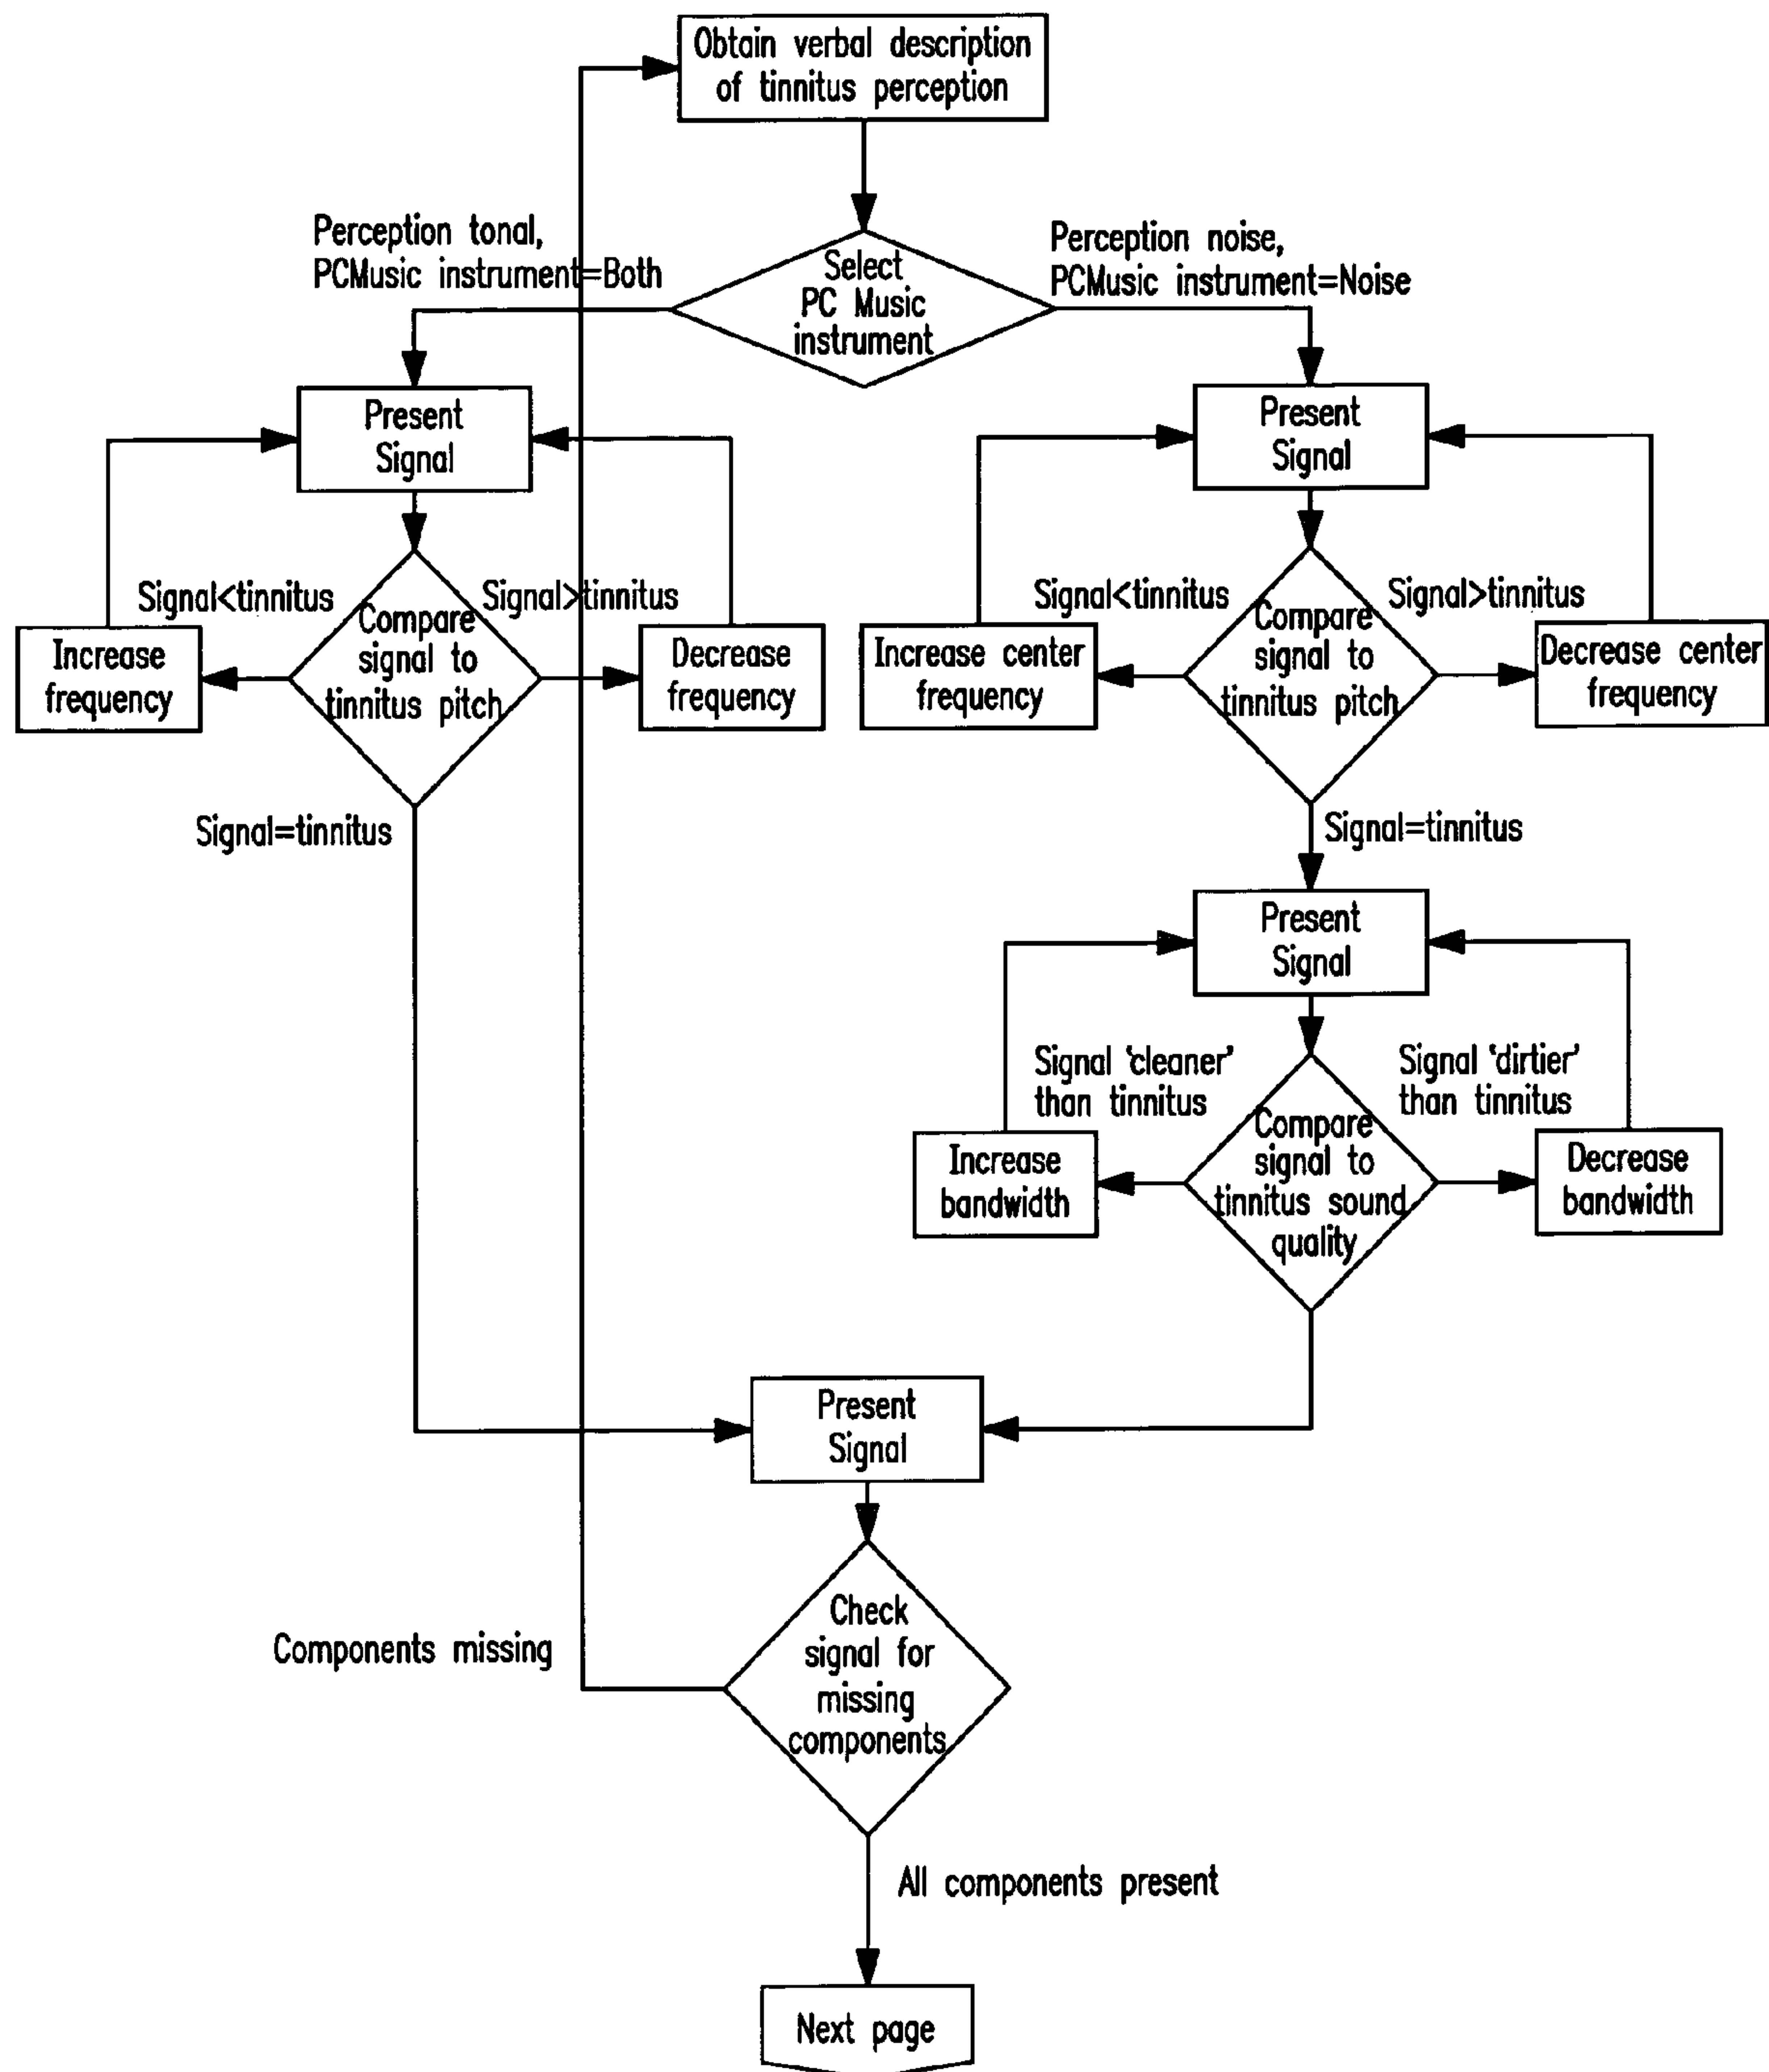 Obtain verbal description
of tinnitus perception
Perception tonal,
PCMusic instrument=Both
Select
PC Music
instrument
Perception noise,
PCMusic instrument=Noise
Present
Signal
Present
Signal
Signal<tinnitus
Compare
signal to
tinnitus pitch
Signal>tinnitus
Increase
frequency
Decrease
frequency
Signal<tinnitus
Compare
signal to
tinnitus pitch
Signal>tinnitus
Increase center
frequency
Decrease center
frequency
Signal=tinnitus
Signal=tinnitus
Present
Signal
Signal 'cleaner'
than tinnitus
Compare
signal to
tinnitus sound
quality
Signal 'dirtier'
than tinnitus
Increase
bandwidth
Decrease
bandwidth
Present
Signal
Components missing
Check
signal for
missing
components
All components present
Next page